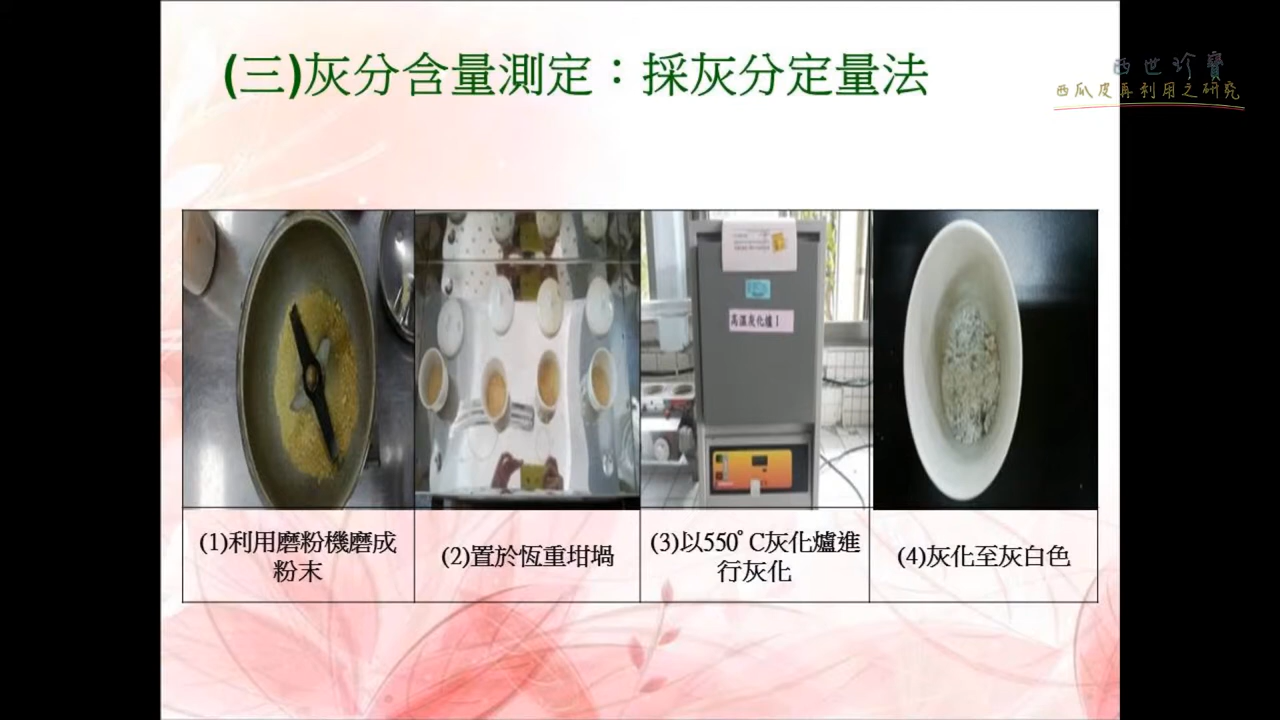 (三)灰分含量測定：採灰分定量法
西世珍寶
西瓜皮再利用之研究
高溫灰化爐1
(1)利用磨粉機磨成
粉末
(2)置於恆重坩堝
(3)以550°C灰化爐進
行灰化
(4)灰化至灰白色